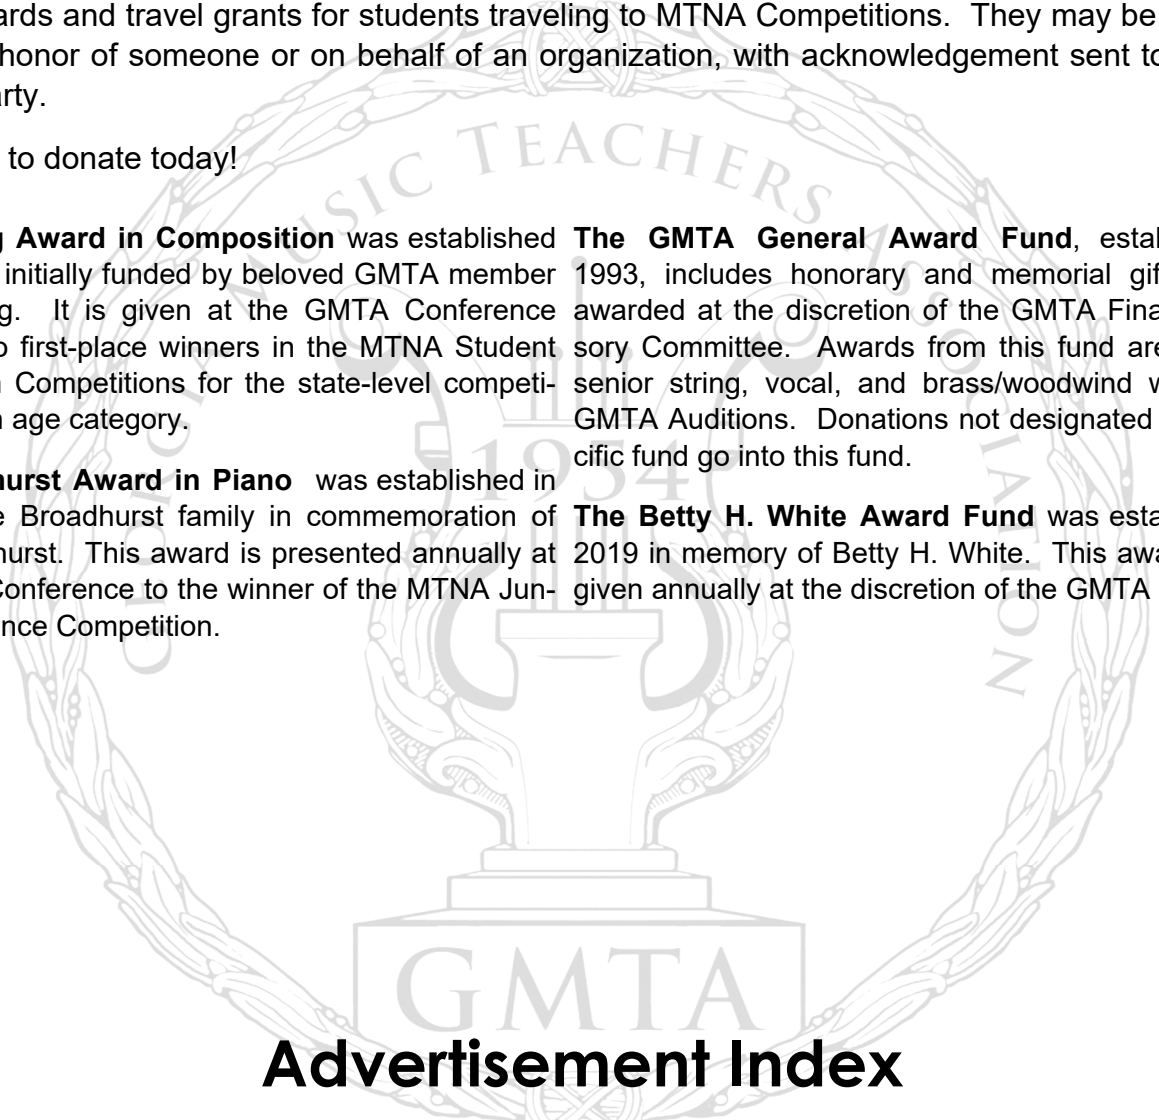 ards and travel grants for students traveling to MTNA Competitions. They may be
honor of someone or on behalf of an organization, with acknowledgement sent to
arty.
to donate today!
g Award in Composition was established
initially funded by beloved GMTA member
g. It is given at the GMTA Conference
o first-place winners in the MTNA Student
n Competitions for the state-level competi-
n age category.
hurst Award in Piano was established in
e Broadhurst family in commemoration of
hurst. This award is presented annually at
Conference to the winner of the MTNA Jun-
nce Competition.
The GMTA General Award Fund, estab
1993, includes honorary and memorial gif
awarded at the discretion of the GMTA Fina
sory Committee. Awards from this fund are
senior string, vocal, and brass/woodwind w
GMTA Auditions. Donations not designated
cific fund go into this fund.
The Betty H. White Award Fund was esta
2019 in memory of Betty H. White. This awa
given annually at the discretion of the GMTA
GEORGIA MUSIC TEACHERS ASSOCIATION
1954
GMTA
Advertisement Index